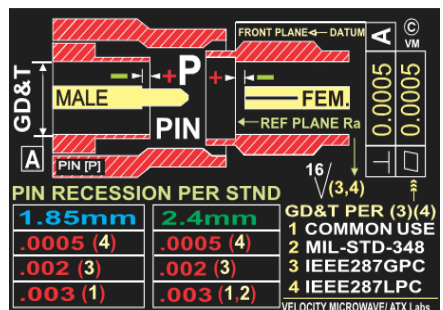 FRONT PLANE ← DATUM
A
© VM
GD&T
- + P + -
MALE
FEM.
PIN
← REF PLANE Ra
0.0005
0.0005
A
PIN [P]
16
(3,4)
⊥
▱
PIN RECESSION PER STND
1.85mm 2.4mm
.0005 (4) .0005 (4)
.002 (3) .002 (3)
.003 (1) .003 (1,2)
GD&T PER (3)(4)
1 COMMON USE
2 MIL-STD-348
3 IEEE287GPC
4 IEEE287LPC
VELOCITY MICROWAVE/ ATX Labs